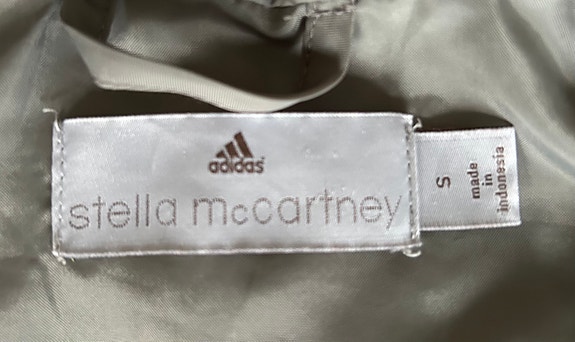 adidas
stella mccartney
S
made
in
indonesia